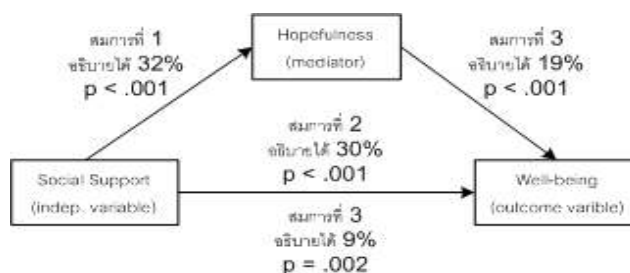 สมการที่ 1
อธิบายได้ 32%
p < .001
Hopefulness
(mediator)
สมการที่ 3
อธิบายได้ 19%
p < .001
สมการที่ 2
อธิบายได้ 30%
p < .001
Social Support
(indep. variable)
Well-being
(outcome varible)
สมการที่ 3
อธิบายได้ 9%
p = .002